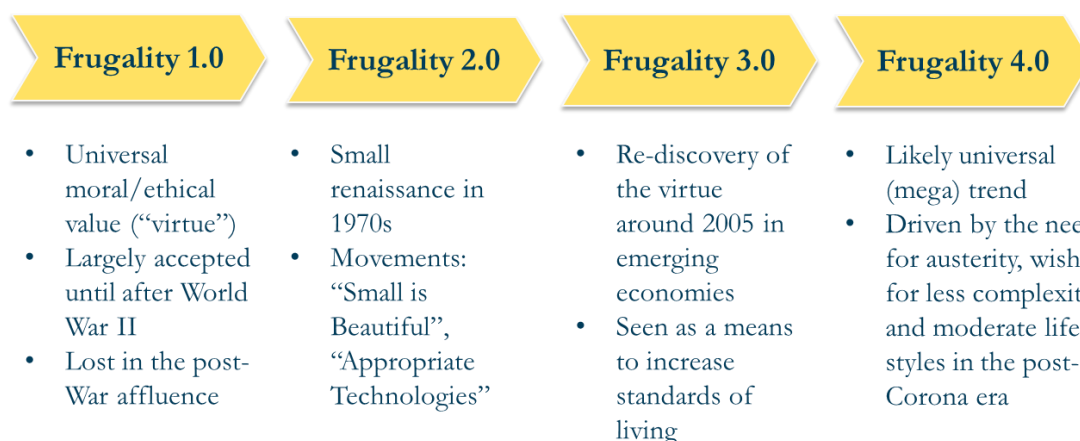 Frugality 1.0
• Universal
moral/ethical
value (“virtue”)
• Largely accepted
until after World
War II
• Lost in the post-
War affluence
Frugality 2.0
• Small
renaissance in
1970s
• Movements:
“Small is
Beautiful”,
“Appropriate
Technologies”
Frugality 3.0
• Re-discovery of
the virtue
around 2005 in
emerging
economies
• Seen as a means
to increase
standards of
living
Frugality 4.0
• Likely universal
(mega) trend
• Driven by the
for austerity, wish
for less
and moderate life
styles in the post-
Corona era